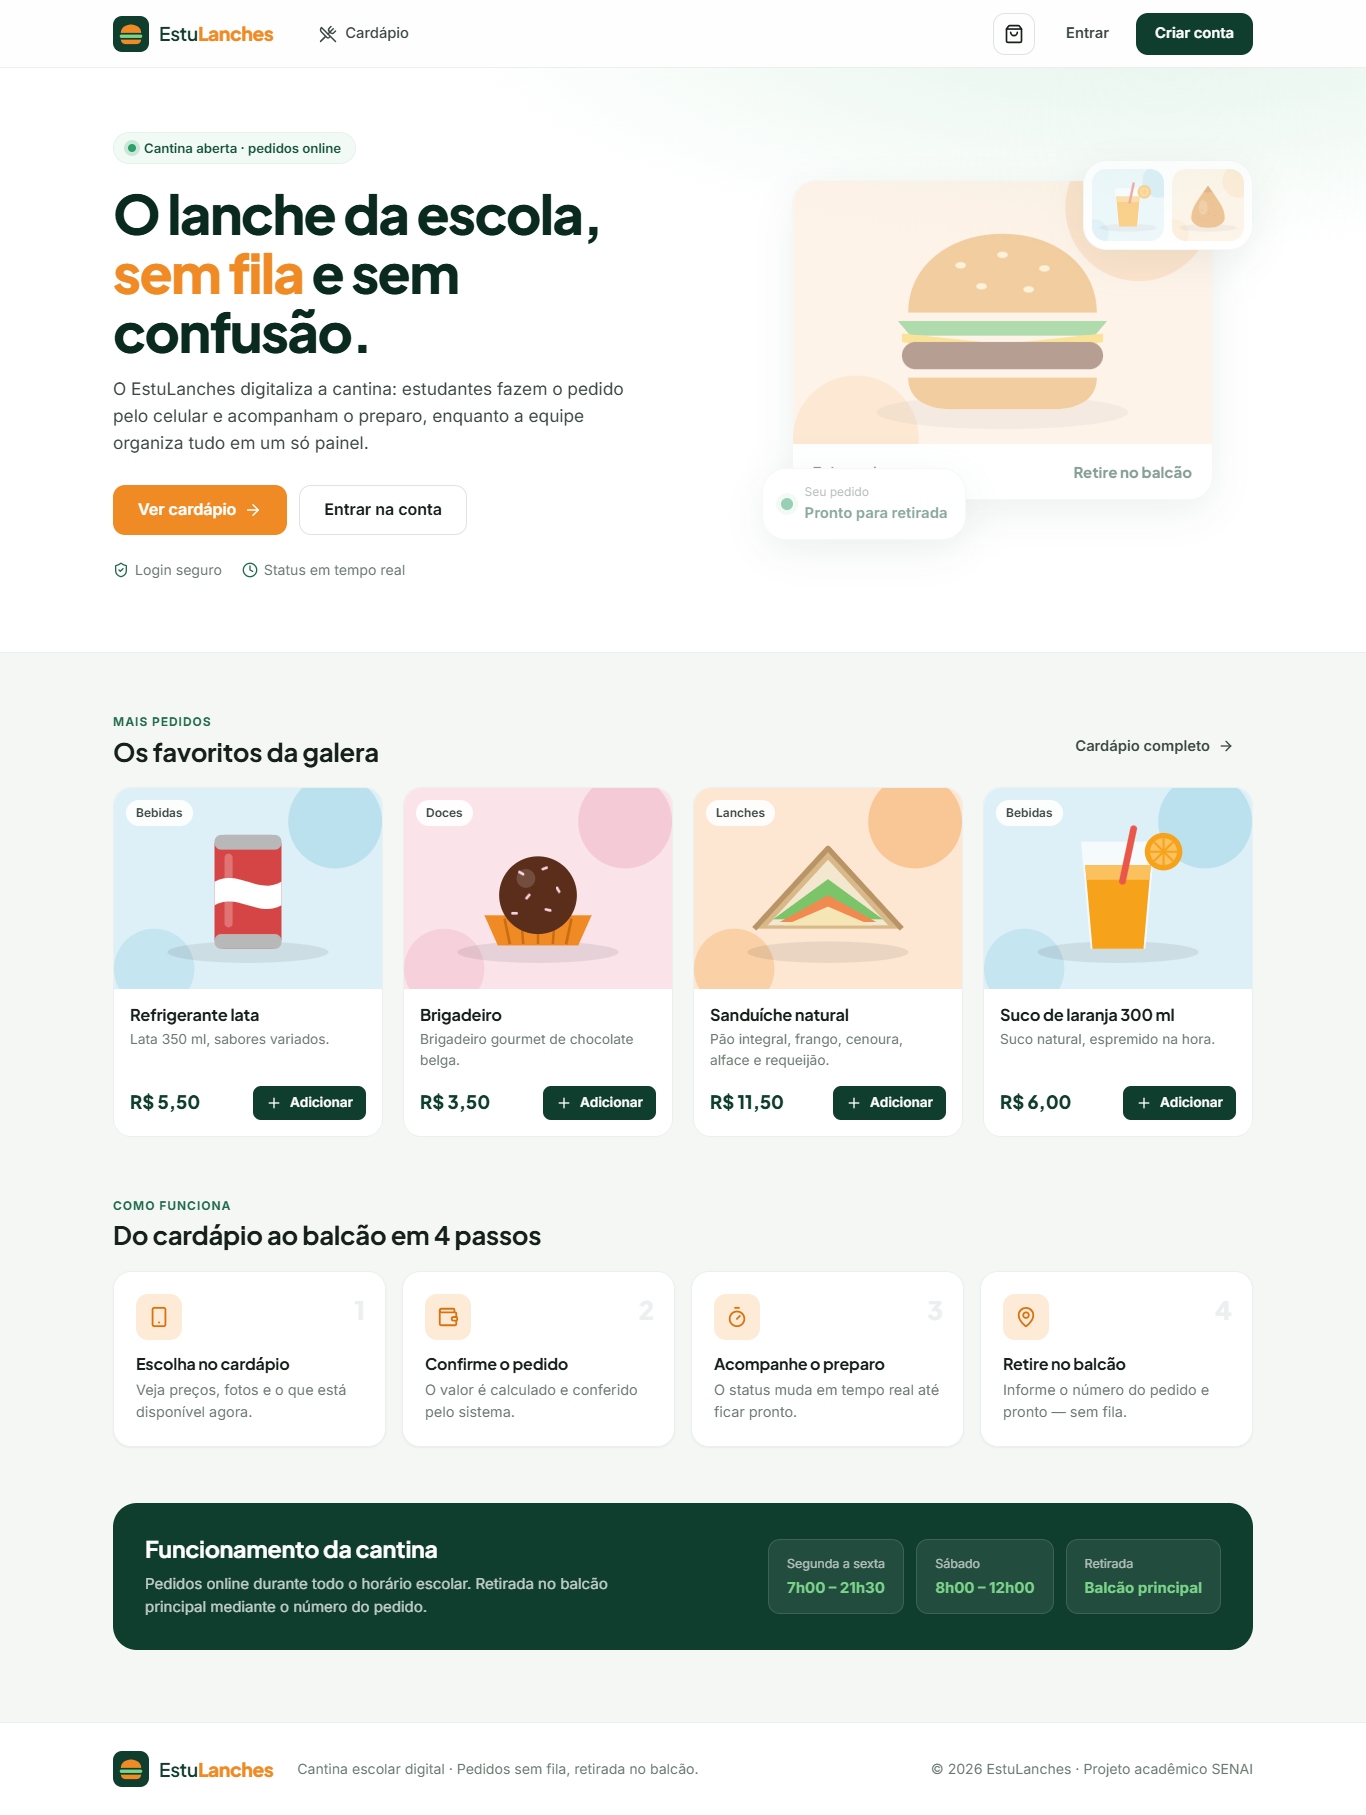 EstuLanches
Cardápio
Entrar
Criar conta
Cantina aberta · pedidos online
O lanche da escola,
sem fila e sem
confusão.
O EstuLanches digitaliza a cantina: estudantes fazem o pedido
pelo celular e acompanham o preparo, enquanto a equipe
organiza tudo em um só painel.
Ver cardápio
Entrar na conta
Login seguro
Status em tempo real
Retire no balcão
Seu pedido
Pronto para retirada
MAIS PEDIDOS
Os favoritos da galera
Cardápio completo
Bebidas
Refrigerante lata
Lata 350 ml, sabores variados.
R$ 5,50
Adicionar
Doces
Brigadeiro
Brigadeiro gourmet de chocolate
belga.
R$ 3,50
Adicionar
Lanches
Sanduíche natural
Pão integral, frango, cenoura,
alface e requeijão.
R$ 11,50
Adicionar
Bebidas
Suco de laranja 300 ml
Suco natural, espremido na hora.
R$ 6,00
Adicionar
COMO FUNCIONA
Do cardápio ao balcão em 4 passos
1
Escolha no cardápio
Veja preços, fotos e o que está
disponível agora.
2
Confirme o pedido
O valor é calculado e conferido
pelo sistema.
3
Acompanhe o preparo
O status muda em tempo real até
ficar pronto.
4
Retire no balcão
Informe o número do pedido e
pronto — sem fila.
Funcionamento da cantina
Pedidos online durante todo o horário escolar. Retirada no balcão
principal mediante o número do pedido.
Segunda a sexta
7h00 – 21h30
Sábado
8h00 – 12h00
Retirada
Balcão principal
EstuLanches
Cantina escolar digital · Pedidos sem fila, retirada no balcão.
© 2026 EstuLanches · Projeto acadêmico SENAI